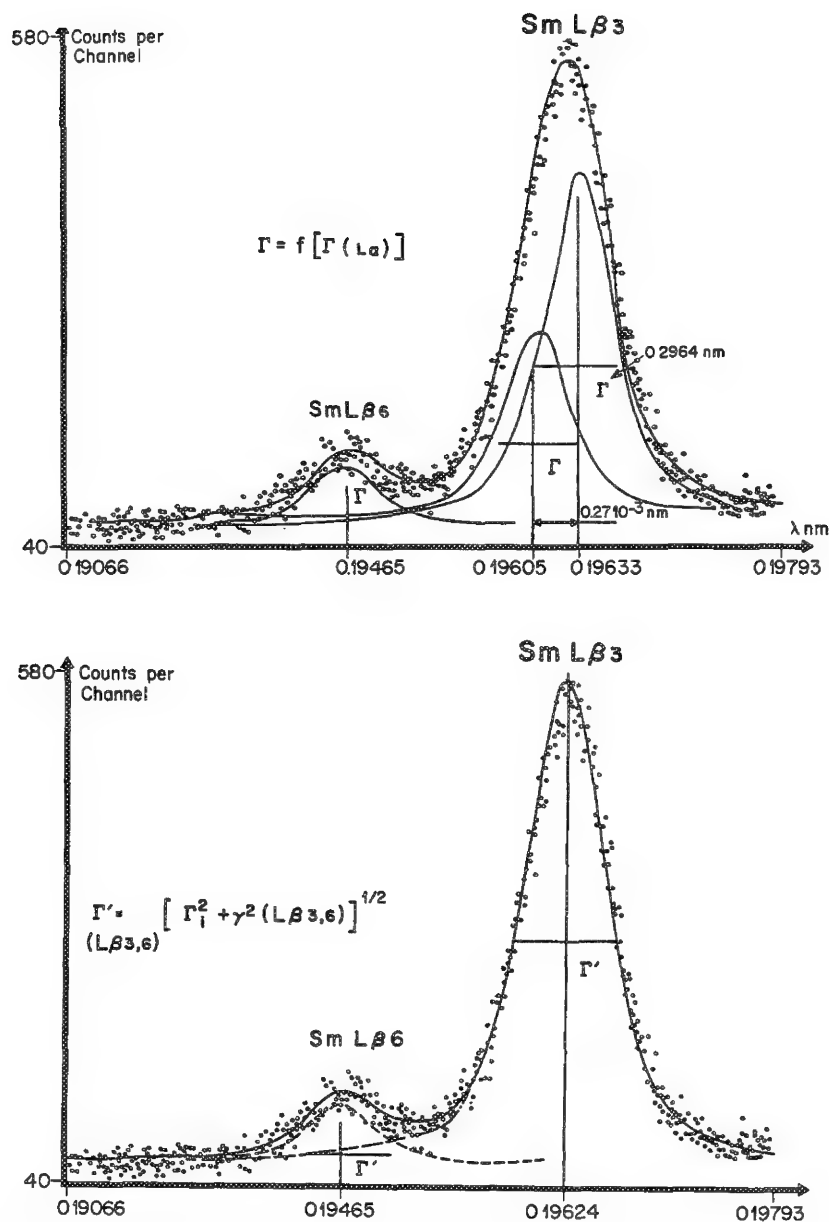 Sm Lβ3
580
Counts per
Channel
Γ = f [Γ (Lα)]
0 2964 nm
Γ
SmLβ6
Γ
Γ
0.27 10⁻³ nm
40
λ nm
0 19066
0.19465
0 19605
0 19633
0 19793
Sm Lβ3
580
Counts per
Channel
Γ' = [Γᵢ² + γ² (Lβ3,6)]^1/2
(Lβ3,6)
Γ'
Sm Lβ6
Γ'
40
0 19066
0.19465
0 19624
0 19793